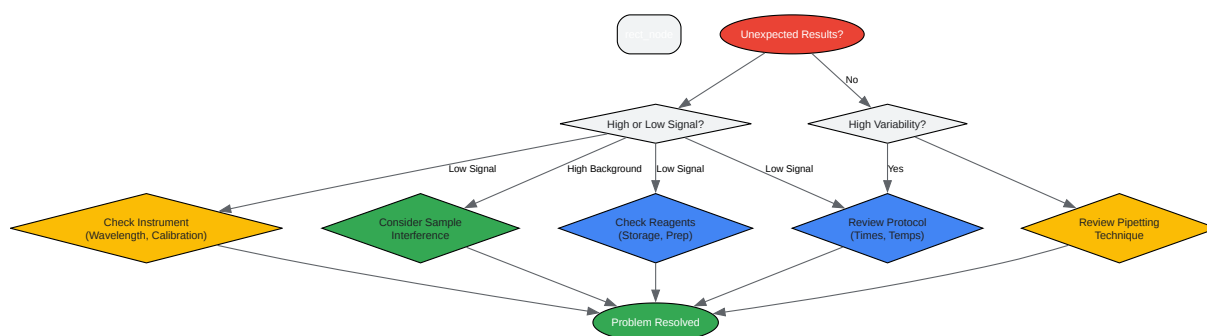 rect_node
Unexpected Results?
No
High or Low Signal?
High Variability?
Low Signal
High Background
Low Signal
Low Signal
Yes
Check Instrument
(Wavelength, Calibration)
Consider Sample
Interference
Check Reagents
(Storage, Prep)
Review Protocol
(Times, Temps)
Review Pipetting
Technique
Problem Resolved